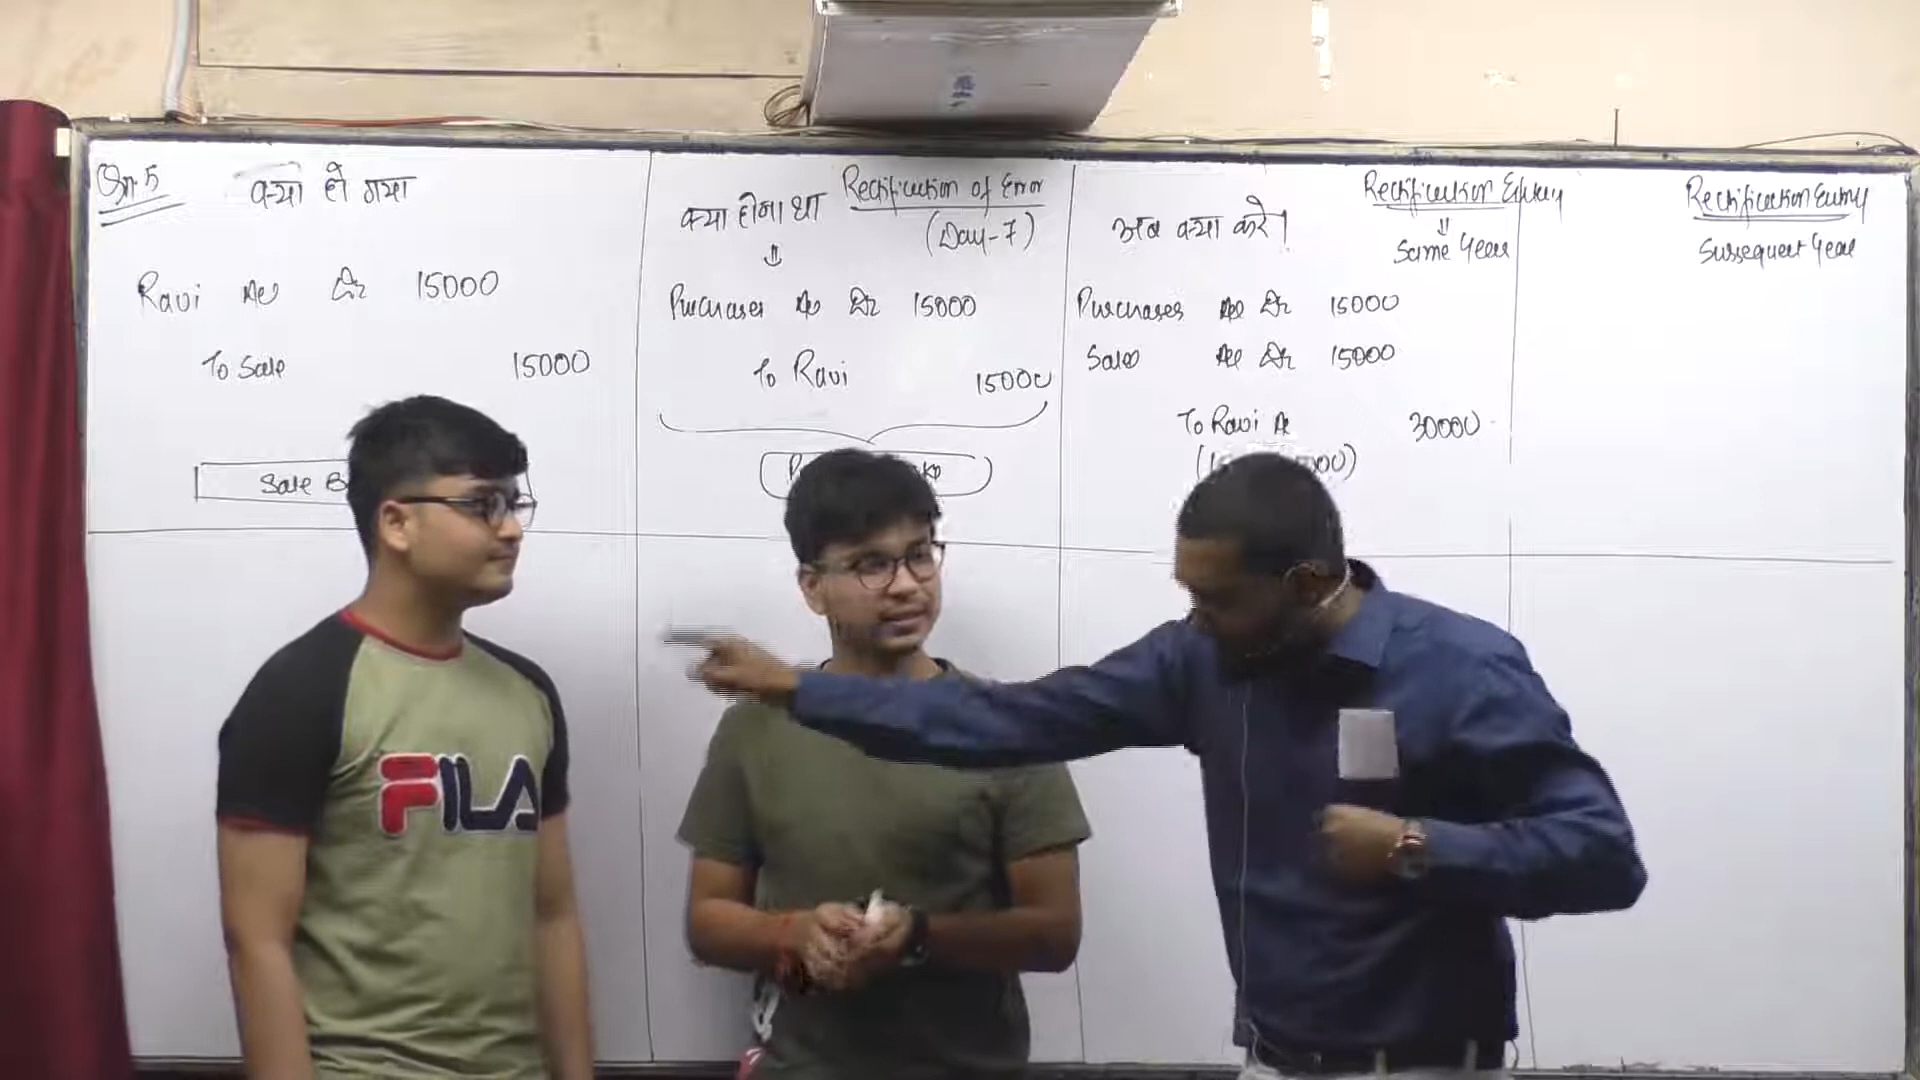 Qn. 5
क्या हो गया
Ravi A/c Dr 15000
To Sale 15000
Sale B
क्या होना था
Rectification of Error
(Day-7)
⇓
Purchases A/c Dr 15000
To Ravi 15000
अब क्या करे!
Rectification Entry
⇓
Same Year
Purchases A/c Dr 15000
Sales A/c Dr 15000
To Ravi A/c 30000
Rectification Entry
Sussequent Year
FILA